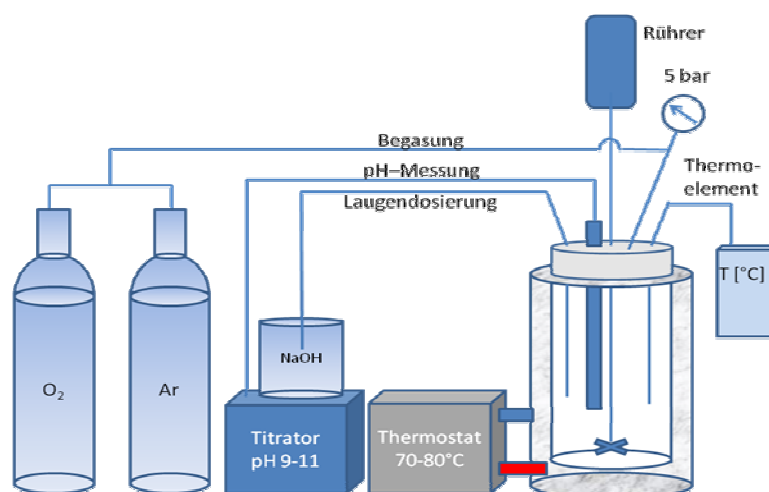 Rührer
5 bar
Begasung
pH–Messung
Laugendosierung
Thermo-
element
T [°C]
O₂
Ar
NaOH
Titrator
pH 9-11
Thermostat
70-80°C